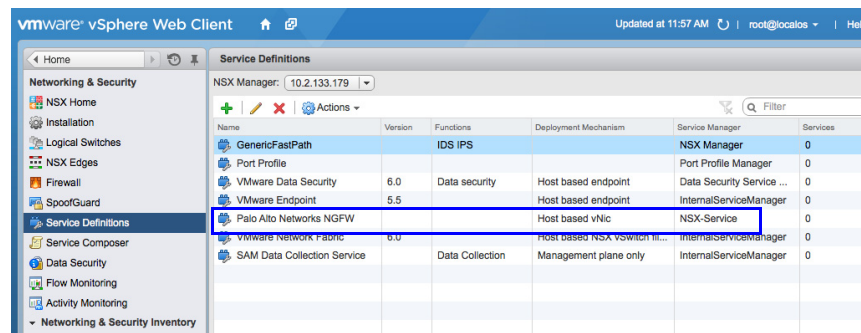 vmware® vSphere Web Client
Updated at 11:57 AM | root@localos | Hel
Home
Networking & Security
NSX Home
Installation
Logical Switches
NSX Edges
Firewall
SpoofGuard
Service Definitions
Service Composer
Data Security
Flow Monitoring
Activity Monitoring
Networking & Security Inventory
Service Definitions
NSX Manager: 10.2.133.179
Actions
Filter
Name Version Functions Deployment Mechanism Service Manager Services
GenericFastPath IDS IPS NSX Manager 0
Port Profile Port Profile Manager 0
VMware Data Security 6.0 Data security Host based endpoint Data Security Service ... 0
VMware Endpoint 5.5 Host based endpoint InternalServiceManager 0
Palo Alto Networks NGFW Host based vNic NSX-Service 0
VMware Network Fabric 6.0 Host based NSX vSwitch fil... InternalServiceManager 0
SAM Data Collection Service Data Collection Management plane only InternalServiceManager 0